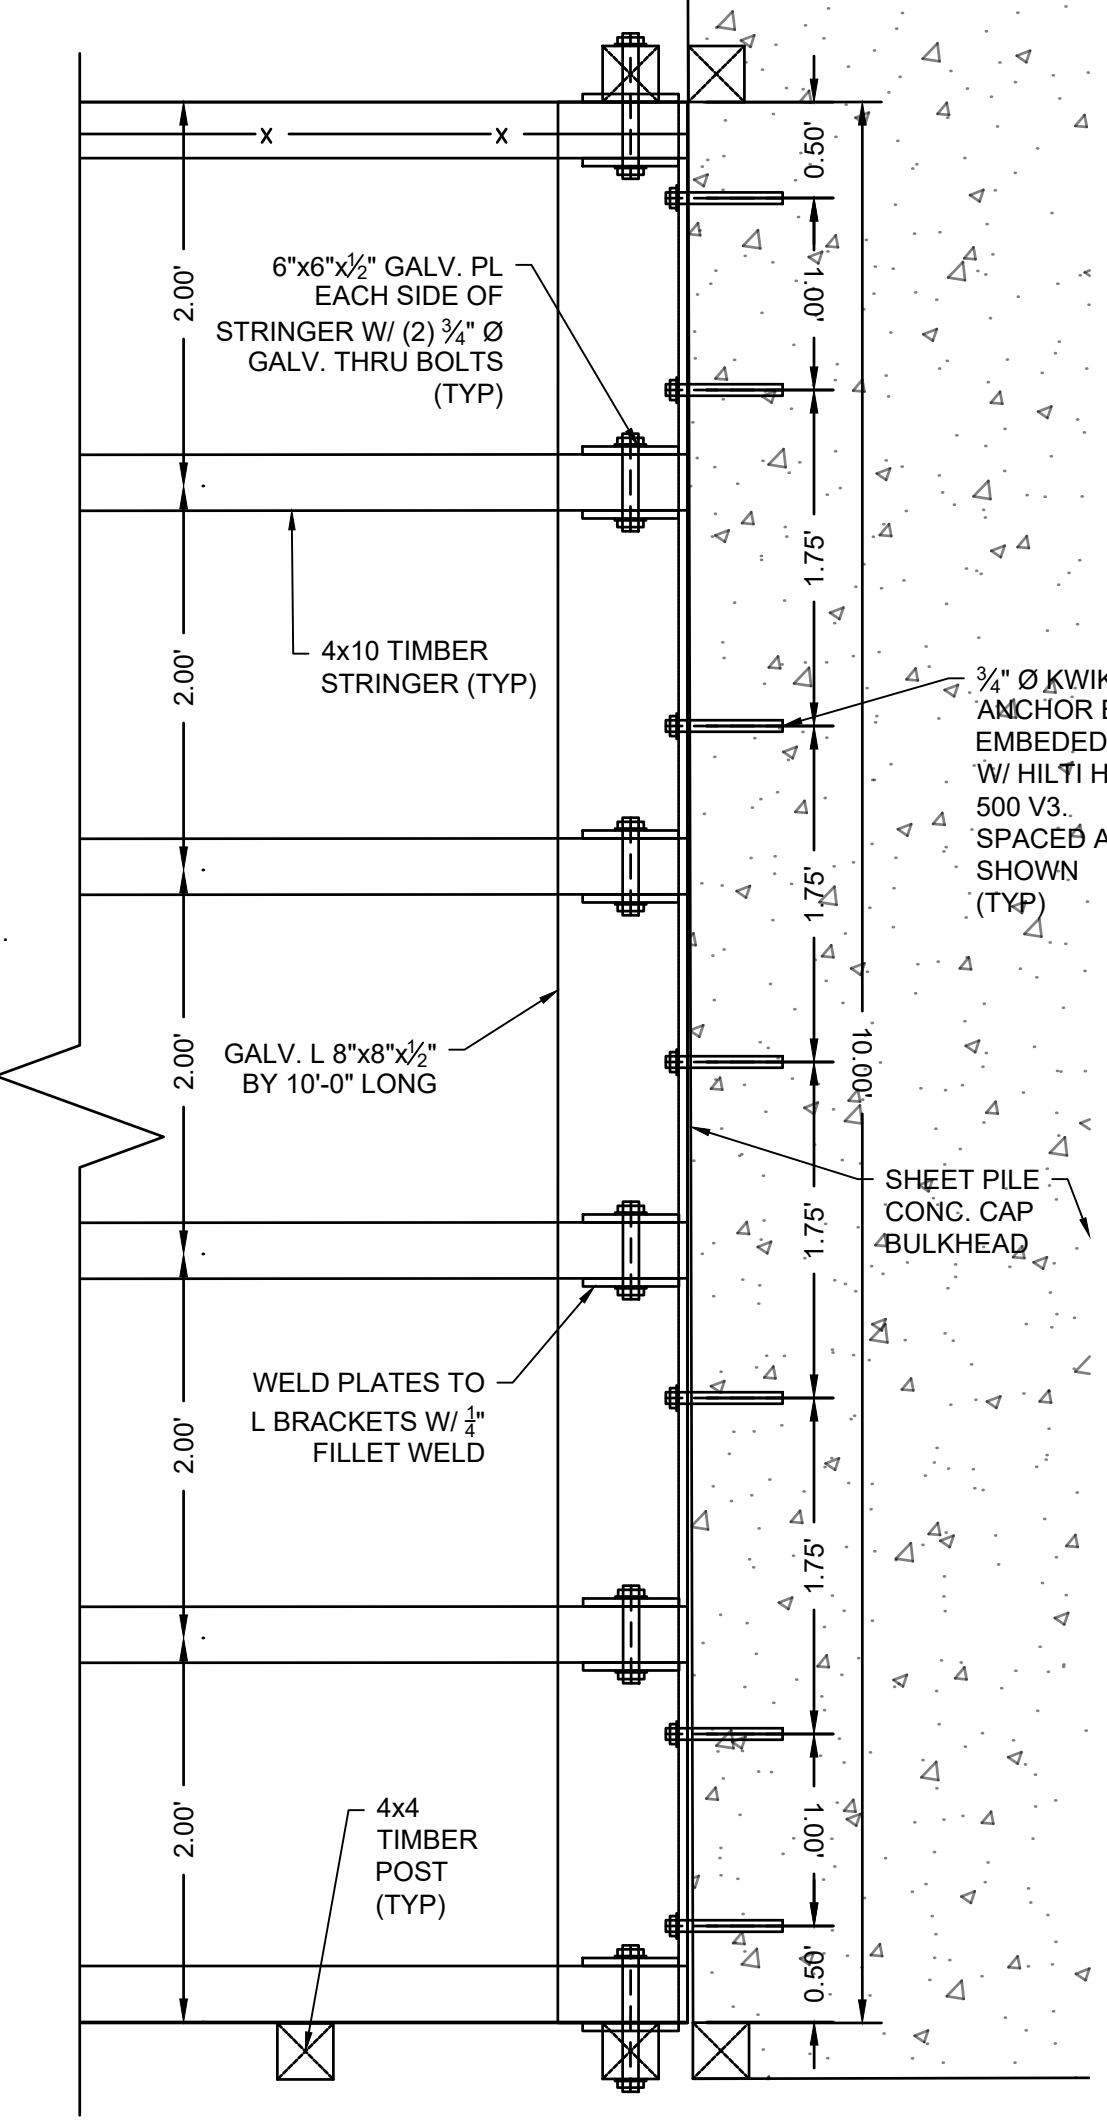 0.50'
X X
2.00'
6"x6"x½" GALV. PL
EACH SIDE OF
STRINGER W/ (2) ¾" Ø
GALV. THRU BOLTS
(TYP)
1.00'
1.75'
2.00'
4x10 TIMBER
STRINGER (TYP)
¾" Ø KWIK
ANCHOR
EMBEDED
W/ HILTI
500 V3.
SPACED
SHOWN
(TYP)
1.75'
2.00'
GALV. L 8"x8"x½"
BY 10'-0" LONG
10.00'
SHEET PILE
CONC. CAP
BULKHEAD
1.75'
WELD PLATES TO
L BRACKETS W/ ¼"
FILLET WELD
2.00'
1.75'
2.00'
4x4
TIMBER
POST
(TYP)
1.00'
0.50'